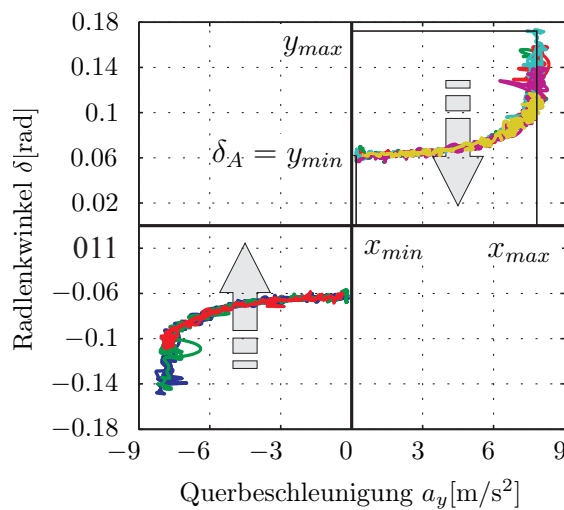 0.18
y_max
0.14
0.1
δ_A = y_min
0.06
0.02
x_min x_max
011
−0.06
−0.1
−0.14
−0.18
−9 −6 −3 0 3 6 9
Radlenkwinkel δ[rad]
Querbeschleunigung a_y[m/s²]